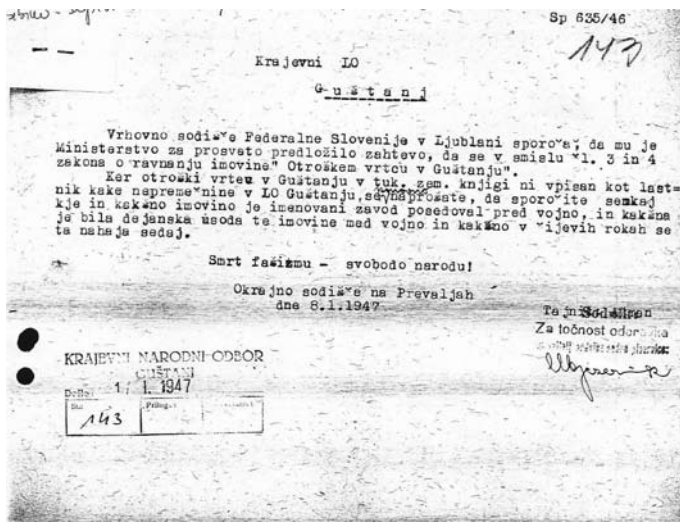 Sp 635/46
143
Krajevni LO
Guštanj
Vrhovno sodišče Federalne Slovenije v Ljubljani sporoča, da mu je
Ministerstvo za prosveto predložilo zahtevo, da se v smislu čl. 3 in 4
zakona o ravnanju imovine" Otroškem vrtcu v Guštanju".
Ker otroški vrtec v Guštanju v tuk. zem. knjigi ni vpisan kot last=
nik kake nepremičnine v LO Guštanju, se naprošate, da sporočite semkaj
kje in kakšno imovino je imenovani zavod posedoval pred vojno, in kakšna
je bila dejanska usoda te imovine med vojno in kakšno v čijevih rokah se
ta nahaja sedaj.
Smrt fašizmu - svobodo narodu!
Okrajno sodišče na Prevaljah
dne 8.1.1947
Za točnost
KRAJEVNI NARODNI ODBOR
GUŠTANJ
1. 1947
143
Prilog